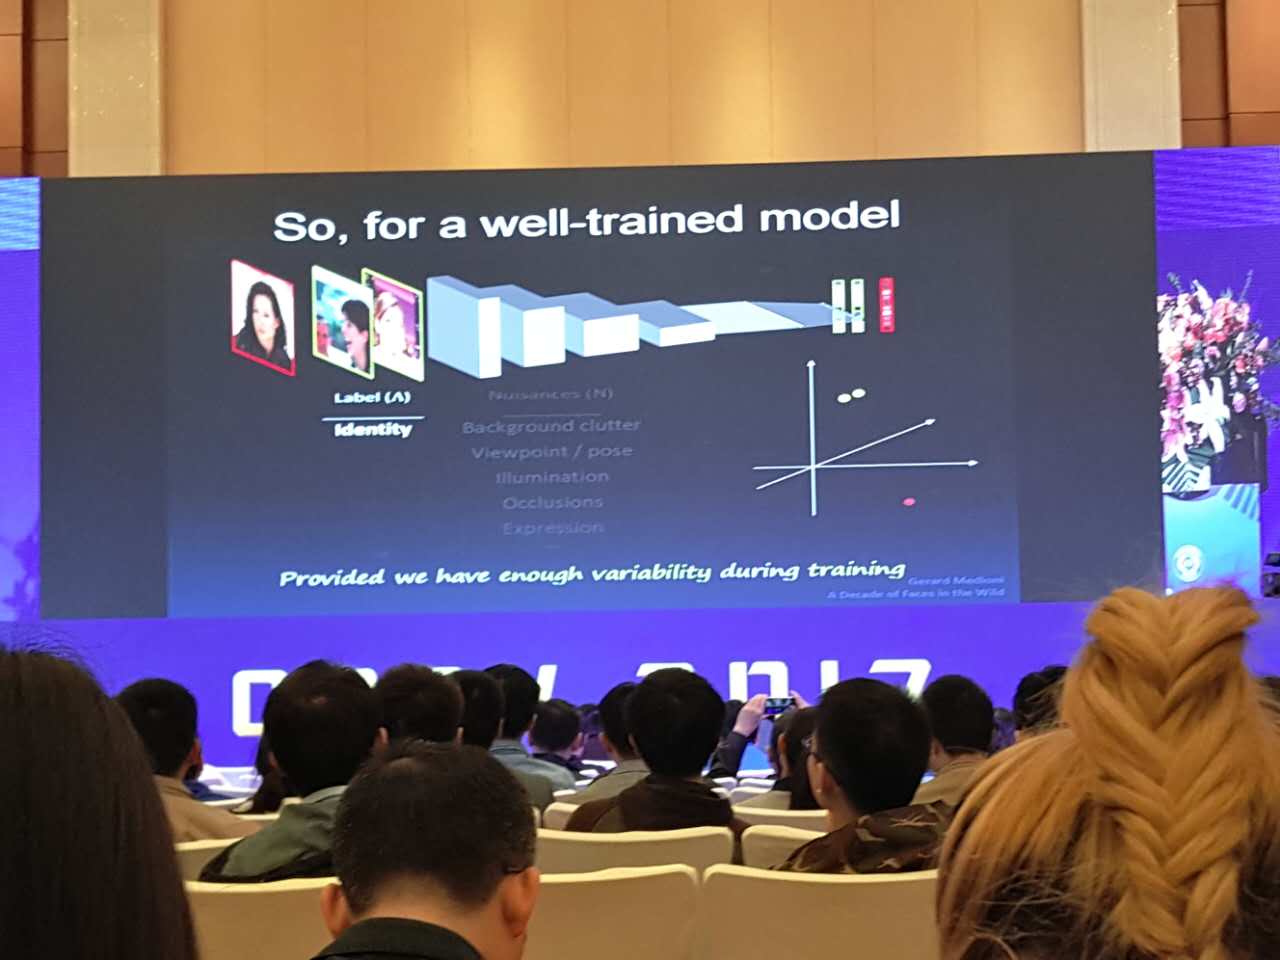 So, for a well-trained model
Label (Λ)
Identity
Nuisances (N)
Background clutter
Viewpoint / pose
Illumination
Occlusions
Expression
Provided we have enough variability during training
Gerard Medioni
A Decade of Faces in the Wild
2017